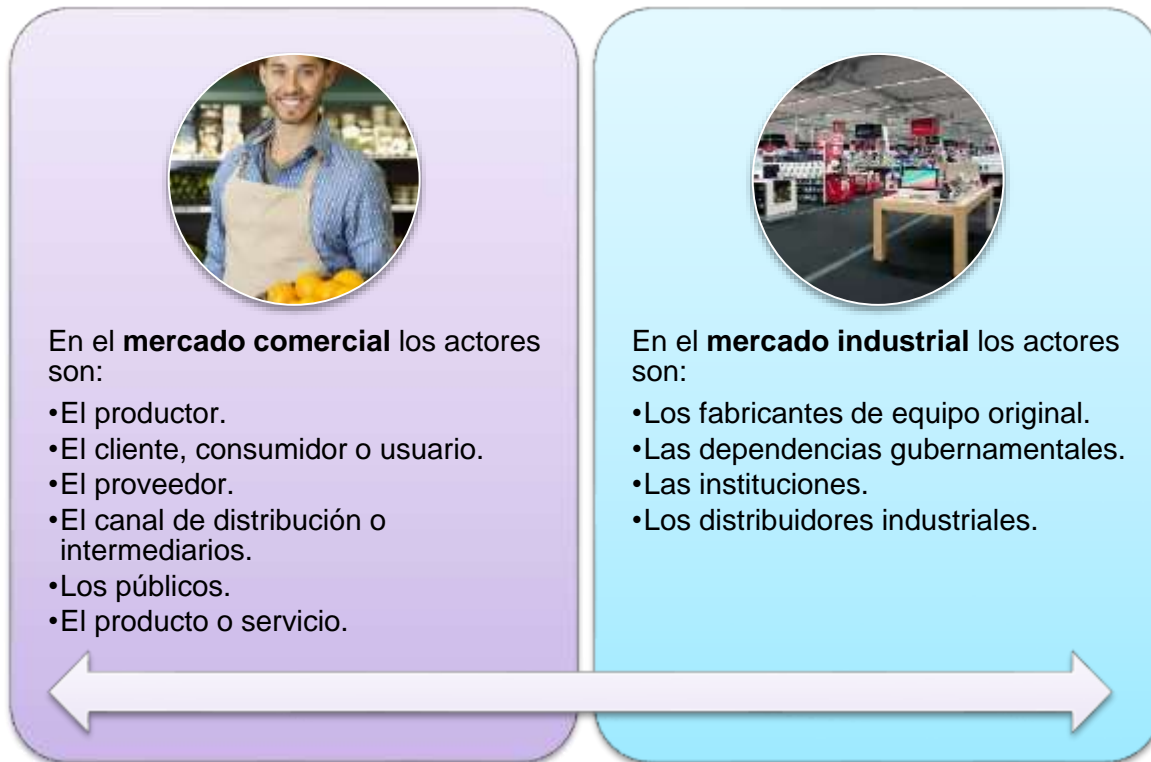 En el mercado comercial los actores
son:
•El productor.
•El cliente, consumidor o usuario.
•El proveedor.
•El canal de distribución o
intermediarios.
•Los públicos.
•El producto o servicio.
En el mercado industrial los actores
son:
•Los fabricantes de equipo original.
•Las dependencias gubernamentales.
•Las instituciones.
•Los distribuidores industriales.